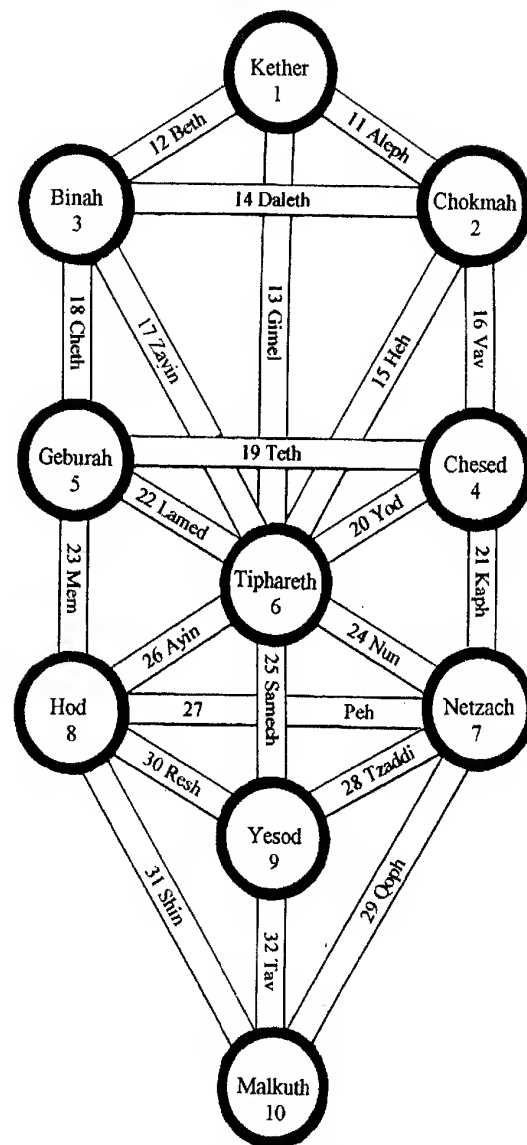 Kether
1
12 Beth
11 Aleph
Binah
3
14 Daleth
Chokmah
2
18 Cheth
17 Zayin
13 Gimel
15 Heh
16 Vav
Geburah
5
19 Teth
Chesed
4
22 Lamed
20 Yod
Tiphareth
6
23 Mem
21 Kaph
26 Ayin
25 Samech
24 Nun
Hod
8
27 Peh
Netzach
7
30 Resh
28 Tzaddi
Yesod
9
31 Shin
32 Tav
29 Qoph
Malkuth
10